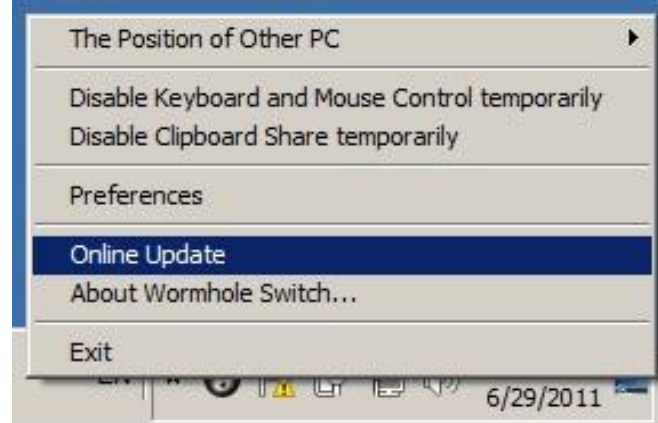 The Position of Other PC
Disable Keyboard and Mouse Control temporarily
Disable Clipboard Share temporarily
Preferences
Online Update
About Wormhole Switch...
Exit
6/29/2011